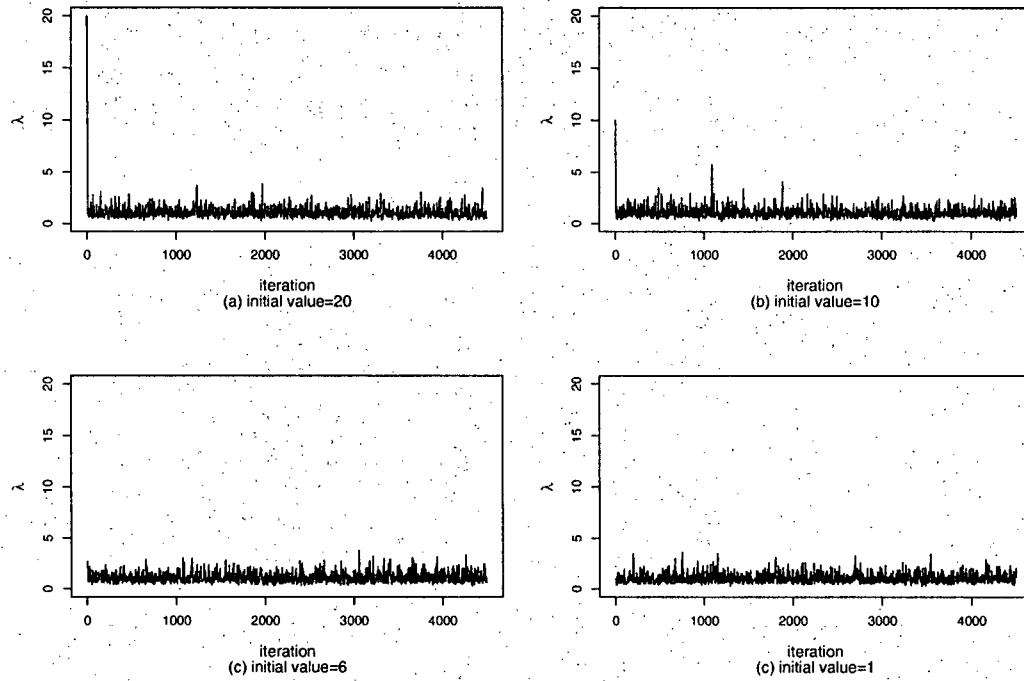 20
15
10
5
0
λ
0 1000 2000 3000 4000
iteration
(a) initial value=20
20
15
10
5
0
λ
0 1000 2000 3000 4000
iteration
(b) initial value=10
20
15
10
5
0
λ
0 1000 2000 3000 4000
iteration
(c) initial value=6
20
15
10
5
0
λ
0 1000 2000 3000 4000
iteration
(c) initial value=1